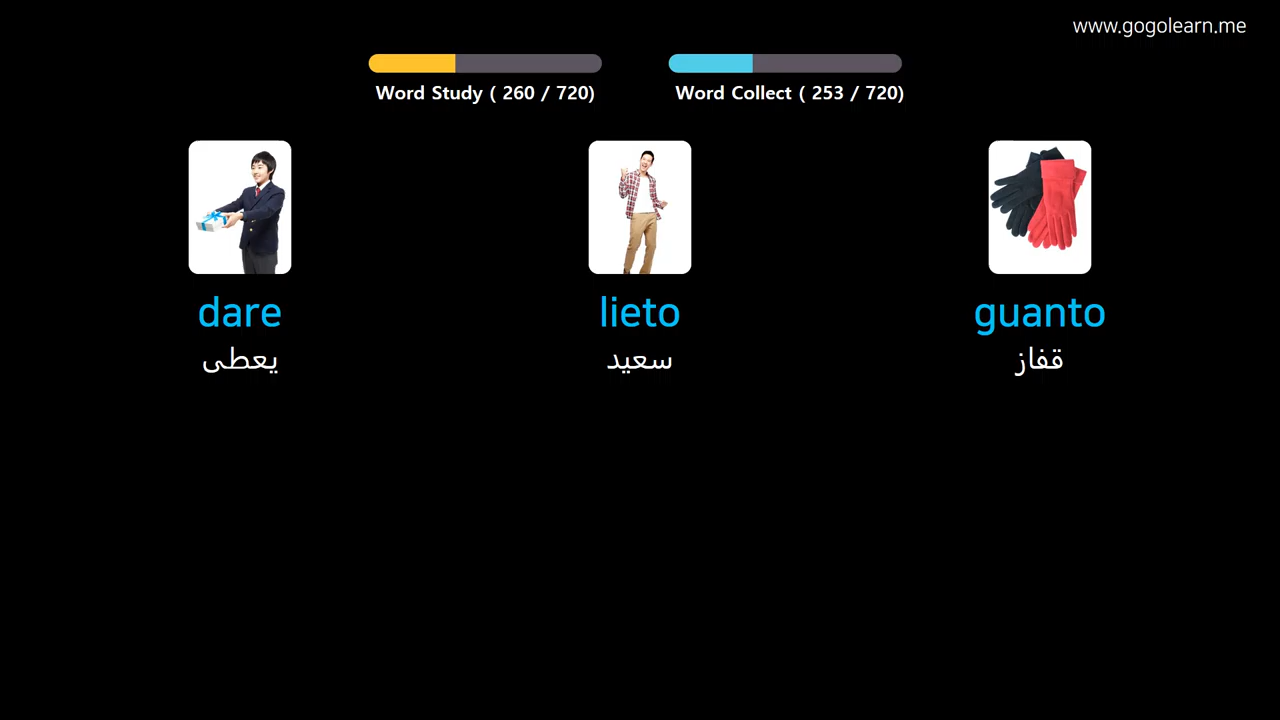 www.gogolearn.me
Word Study ( 260 / 720)
Word Collect ( 253 / 720)
dare
lieto
guanto
يعطى
سعيد
قفاز